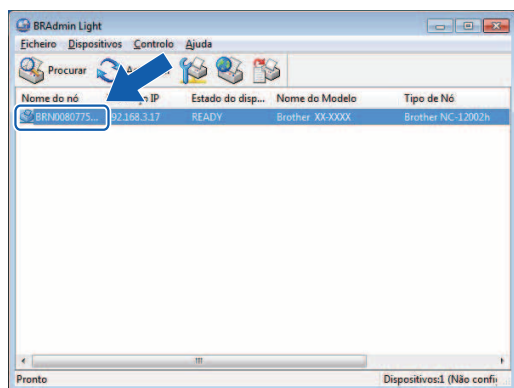 BRAdmin Light
Ficheiro Dispositivos Controlo Ajuda
Procurar
Nome do nó IP Estado do disp... Nome do Modelo Tipo de Nó
BRN0080775... 92.168.3.17 READY Brother XX-XXXX Brother NC-12002h
Pronto Dispositivos:1 (Não confi